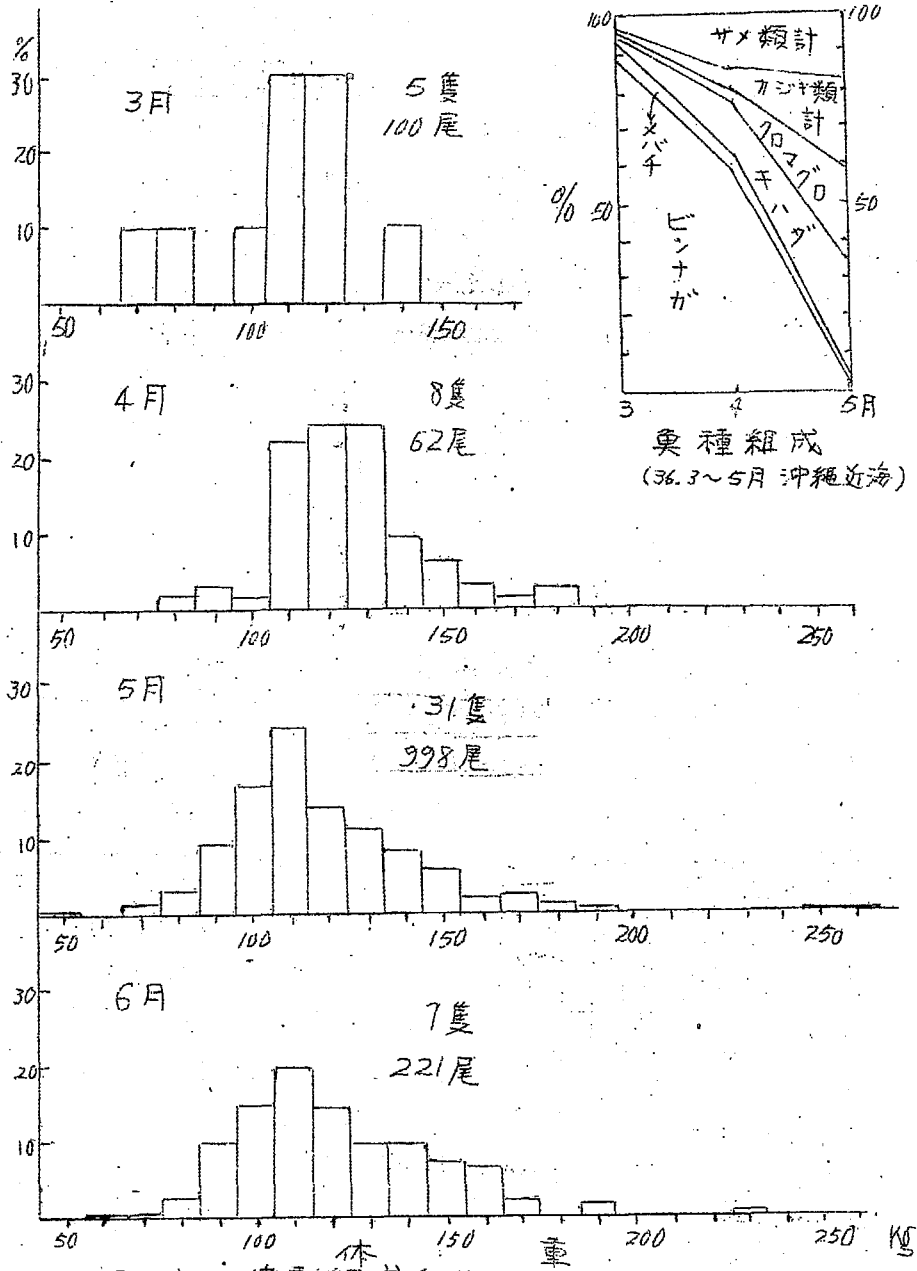 %
30
20
10
3月
5隻
100尾
50
100
150
100
%
50
100
50
サメ類計
カジキ類
計
クロマグロ
キハダ
メバチ
ビンナガ
3
4
5月
魚種組成
(36.3～5月 沖縄近海)
30
20
10
4月
8隻
62尾
50
100
150
200
250
30
20
10
5月
31隻
998尾
50
100
150
200
250
30
20
10
6月
7隻
221尾
50
100
150
200
250
Kg
体重